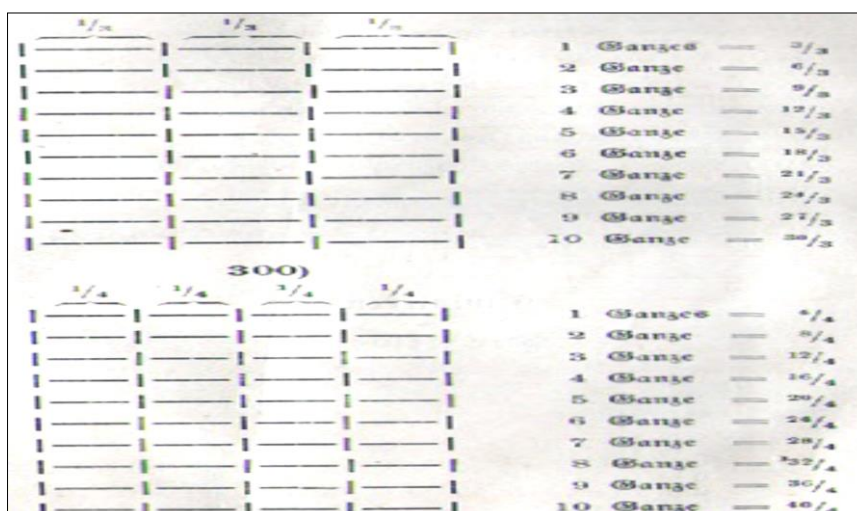 1/3 1/3 1/3
1 Ganzes = 3/3
2 Ganze = 6/3
3 Ganze = 9/3
4 Ganze = 12/3
5 Ganze = 15/3
6 Ganze = 18/3
7 Ganze = 21/3
8 Ganze = 24/3
9 Ganze = 27/3
10 Ganze = 30/3
300)
1/4 1/4 1/4 1/4
1 Ganzes = 4/4
2 Ganze = 8/4
3 Ganze = 12/4
4 Ganze = 16/4
5 Ganze = 20/4
6 Ganze = 24/4
7 Ganze = 28/4
8 Ganze = 32/4
9 Ganze = 36/4
10 Ganze = 40/4